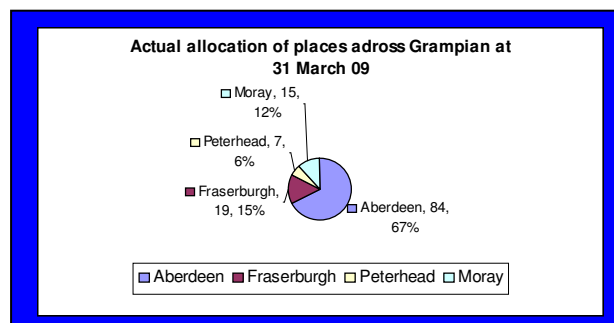 Actual allocation of places adross Grampian at
31 March 09
Moray, 15,
12%
Peterhead, 7,
6%
Fraserburgh,
19, 15%
Aberdeen, 84,
67%
Aberdeen Fraserburgh Peterhead Moray